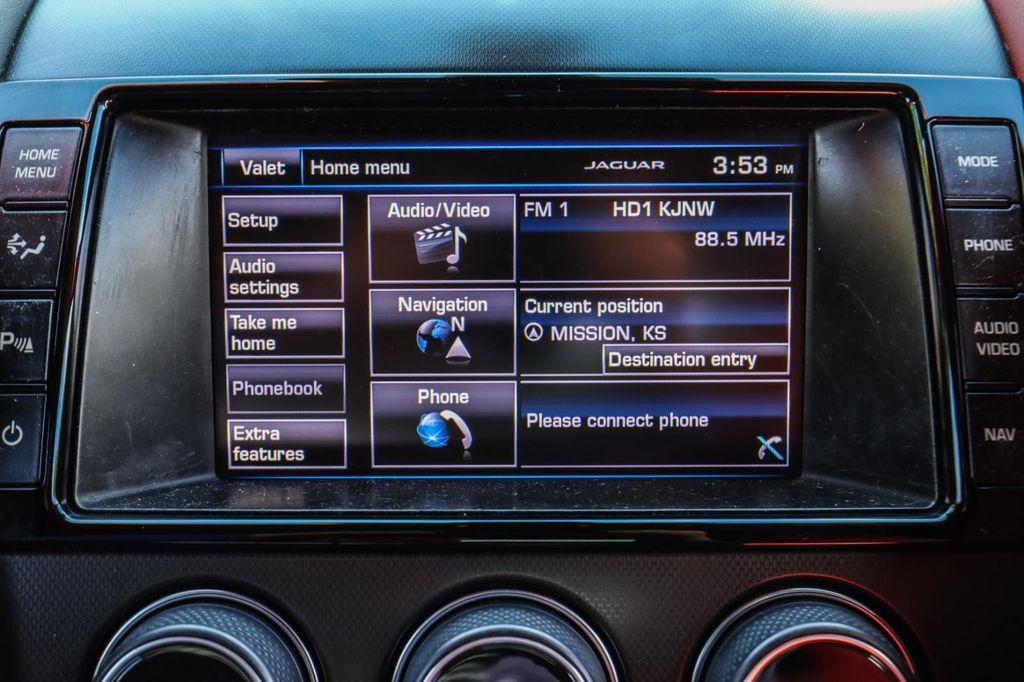 HOME
MENU
P
Valet
Home menu
JAGUAR
3:53 PM
Setup
Audio
settings
Take me
home
Phonebook
Extra
features
Audio/Video
Navigation
N
Phone
FM 1 HD1 KJNW
88.5 MHz
Current position
MISSION, KS
Destination entry
Please connect phone
MODE
PHONE
AUDIO
VIDEO
NAV